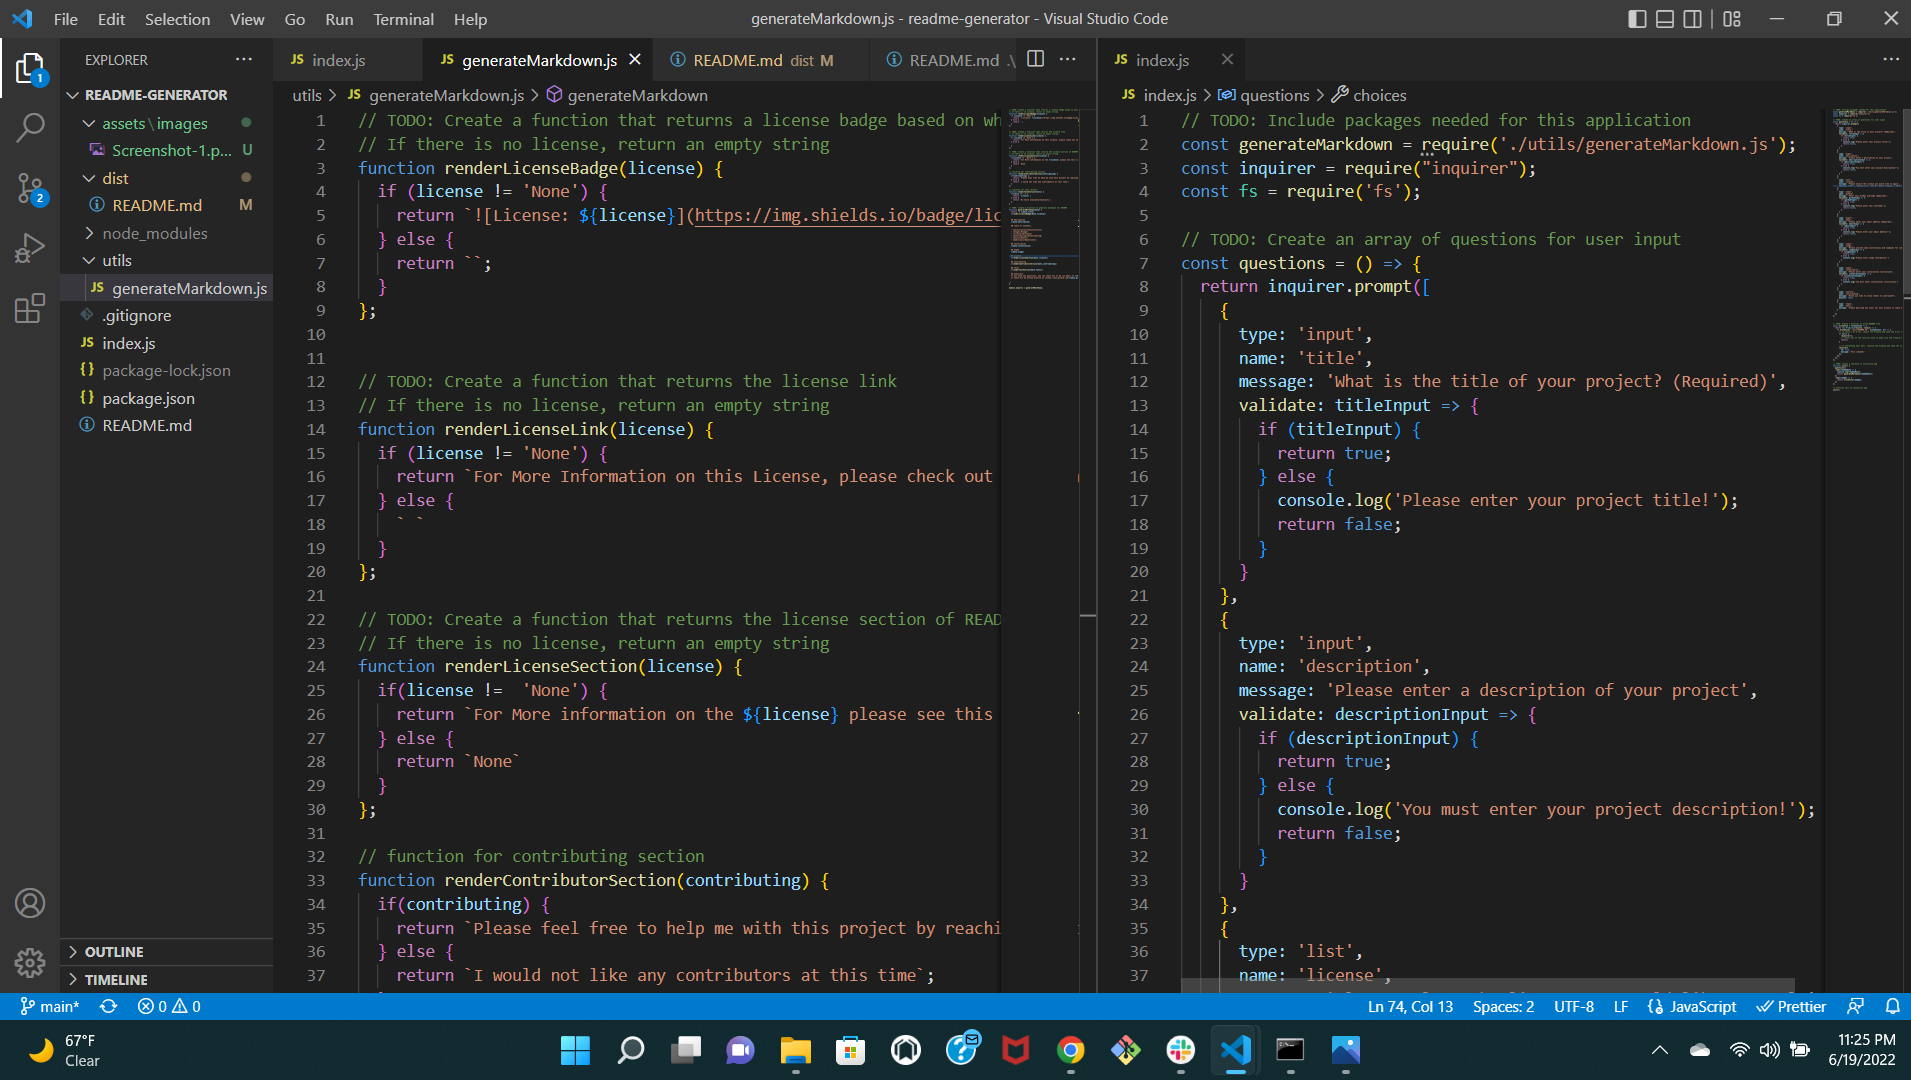 File Edit Selection View Go Run Terminal Help
generateMarkdown.js - readme-generator - Visual Studio Code
EXPLORER
README-GENERATOR
assets\images
Screenshot-1.p... U
dist
README.md M
node_modules
utils
JS generateMarkdown.js
.gitignore
JS index.js
{} package-lock.json
{} package.json
README.md
OUTLINE
TIMELINE
1
2
JS index.js
JS generateMarkdown.js
README.md dist M
README.md .\
utils > JS generateMarkdown.js > generateMarkdown
1 // TODO: Create a function that returns a license badge based on wh
2 // If there is no license, return an empty string
3 function renderLicenseBadge(license) {
4 if (license != 'None') {
5 return `![License: ${license}](https://img.shields.io/badge/lic
6 } else {
7 return ``;
8 }
9 };
10
11
12 // TODO: Create a function that returns the license link
13 // If there is no license, return an empty string
14 function renderLicenseLink(license) {
15 if (license != 'None') {
16 return `For More Information on this License, please check out
17 } else {
18 ` `
19 }
20 };
21
22 // TODO: Create a function that returns the license section of READ
23 // If there is no license, return an empty string
24 function renderLicenseSection(license) {
25 if(license !=  'None') {
26 return `For More information on the ${license} please see this
27 } else {
28 return `None`
29 }
30 };
31
32 // function for contributing section
33 function renderContributorSection(contributing) {
34 if(contributing) {
35 return `Please feel free to help me with this project by reachi
36 } else {
37 return `I would not like any contributors at this time`;
JS index.js
JS index.js > questions > choices
1 // TODO: Include packages needed for this application
2 const generateMarkdown = require('./utils/generateMarkdown.js');
3 const inquirer = require("inquirer");
4 const fs = require('fs');
5
6 // TODO: Create an array of questions for user input
7 const questions = () => {
8 return inquirer.prompt([
9 {
10 type: 'input',
11 name: 'title',
12 message: 'What is the title of your project? (Required)',
13 validate: titleInput => {
14 if (titleInput) {
15 return true;
16 } else {
17 console.log('Please enter your project title!');
18 return false;
19 }
20 }
21 },
22 {
23 type: 'input',
24 name: 'description',
25 message: 'Please enter a description of your project',
26 validate: descriptionInput => {
27 if (descriptionInput) {
28 return true;
29 } else {
30 console.log('You must enter your project description!');
31 return false;
32 }
33 }
34 },
35 {
36 type: 'list',
37 name: 'license',
main* 0 0
Ln 74, Col 13 Spaces: 2 UTF-8 LF {} JavaScript Prettier
67°F
Clear
11:25 PM
6/19/2022